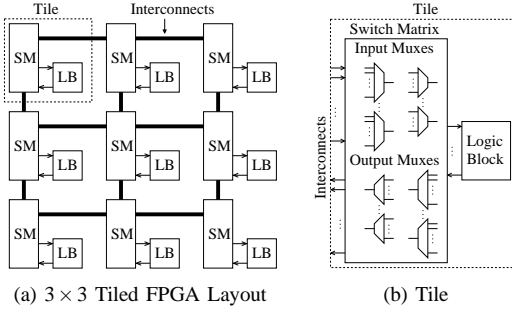 Tile
Interconnects
SM
LB
SM
LB
SM
LB
SM
LB
SM
LB
SM
LB
SM
LB
SM
LB
SM
LB
(a) 3 × 3 Tiled FPGA Layout
Tile
Switch Matrix
Input Muxes
Interconnects
Output Muxes
Logic
Block
(b) Tile